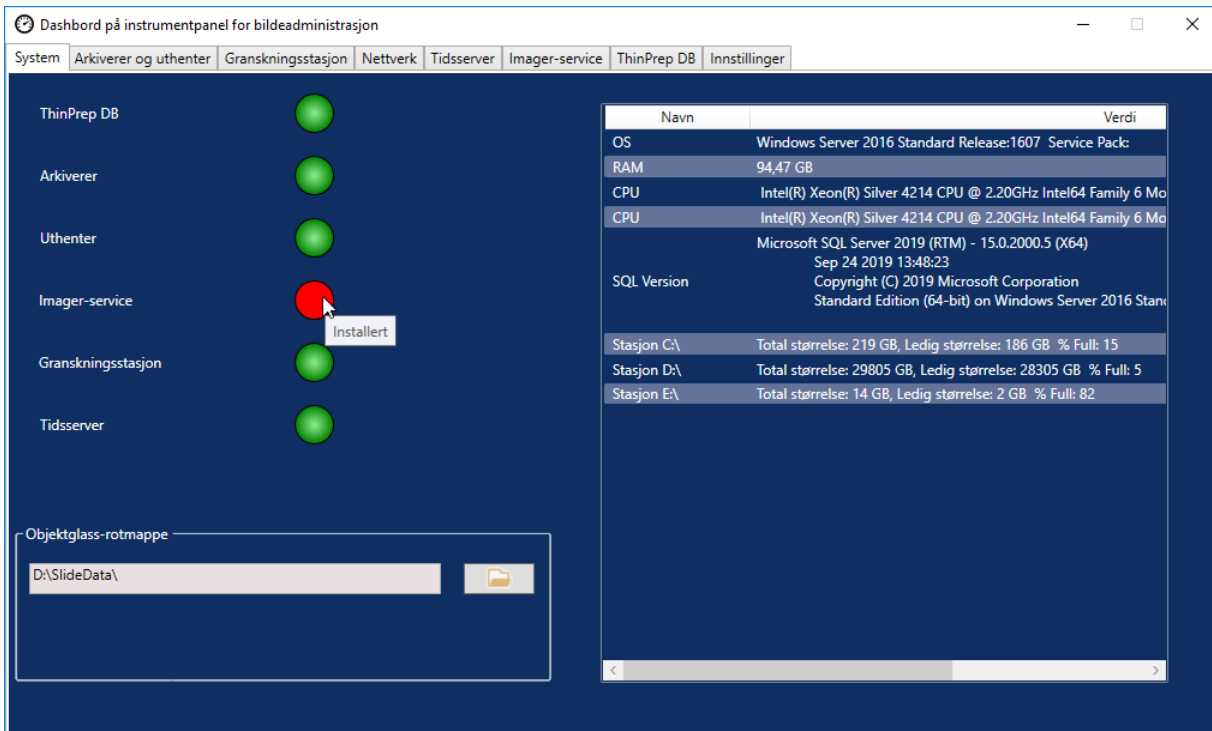 Dashbord på instrumentpanel for bildeadministrasjon
System Arkiverer og uthenter Granskningsstasjon Nettverk Tidsserver Imager-service ThinPrep DB Innstillinger
ThinPrep DB
Arkiverer
Uthenter
Imager-service
Installert
Granskningsstasjon
Tidsserver
Objektglass-rotmappe
D:\SlideData\
Navn Verdi
OS Windows Server 2016 Standard Release:1607 Service Pack:
RAM 94,47 GB
CPU Intel(R) Xeon(R) Silver 4214 CPU @ 2.20GHz Intel64 Family 6 Mo
CPU Intel(R) Xeon(R) Silver 4214 CPU @ 2.20GHz Intel64 Family 6 Mo
Microsoft SQL Server 2019 (RTM) - 15.0.2000.5 (X64)
Sep 24 2019 13:48:23
SQL Version Copyright (C) 2019 Microsoft Corporation
Standard Edition (64-bit) on Windows Server 2016 Stand
Stasjon C:\ Total størrelse: 219 GB, Ledig størrelse: 186 GB % Full: 15
Stasjon D:\ Total størrelse: 29805 GB, Ledig størrelse: 28305 GB % Full: 5
Stasjon E:\ Total størrelse: 14 GB, Ledig størrelse: 2 GB % Full: 82